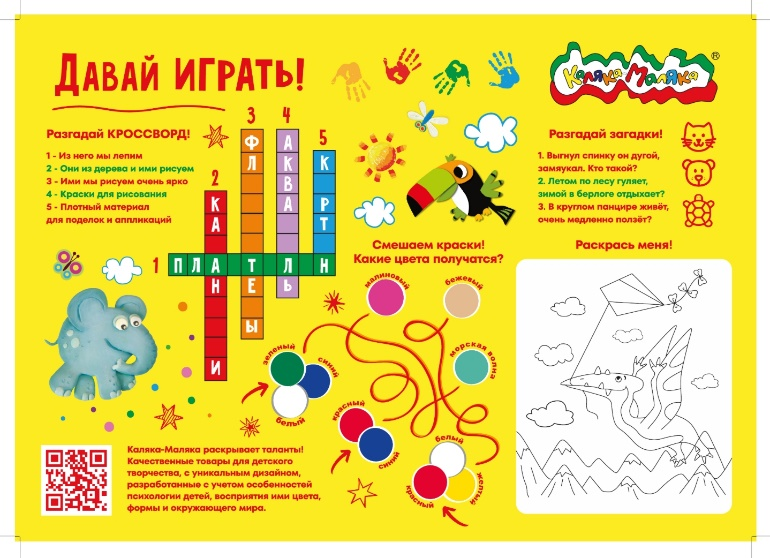 ДАВАЙ ИГРАТЬ!
Каляка-Маляка®
Разгадай КРОССВОРД!
1 - Из него мы лепим
2 - Они из дерева и ими рисуем
3 - Ими мы рисуем очень ярко
4 - Краски для рисования
5 - Плотный материал
для поделок и аппликаций
3
4
5
2
1
Ф
Л
Т
Е
Ы
А
К
В
А
Л
Ь
К
Р
Т
Н
К
А
А
Н
И
П Л А Т Л Н
Разгадай загадки!
1. Выгнул спинку он дугой,
замяукал. Кто такой?
2. Летом по лесу гуляет,
зимой в берлоге отдыхает?
3. В круглом панцире живёт,
очень медленно ползёт?
Смешаем краски!
Какие цвета получатся?
малиновый
бежевый
морская волна
зеленый
синий
белый
красный
синий
белый
желтый
красный
Раскрась меня!
Каляка-Маляка раскрывает таланты!
Качественные товары для детского
творчества, с уникальным дизайном,
разработанные с учетом особенностей
психологии детей, восприятия ими цвета,
формы и окружающего мира.